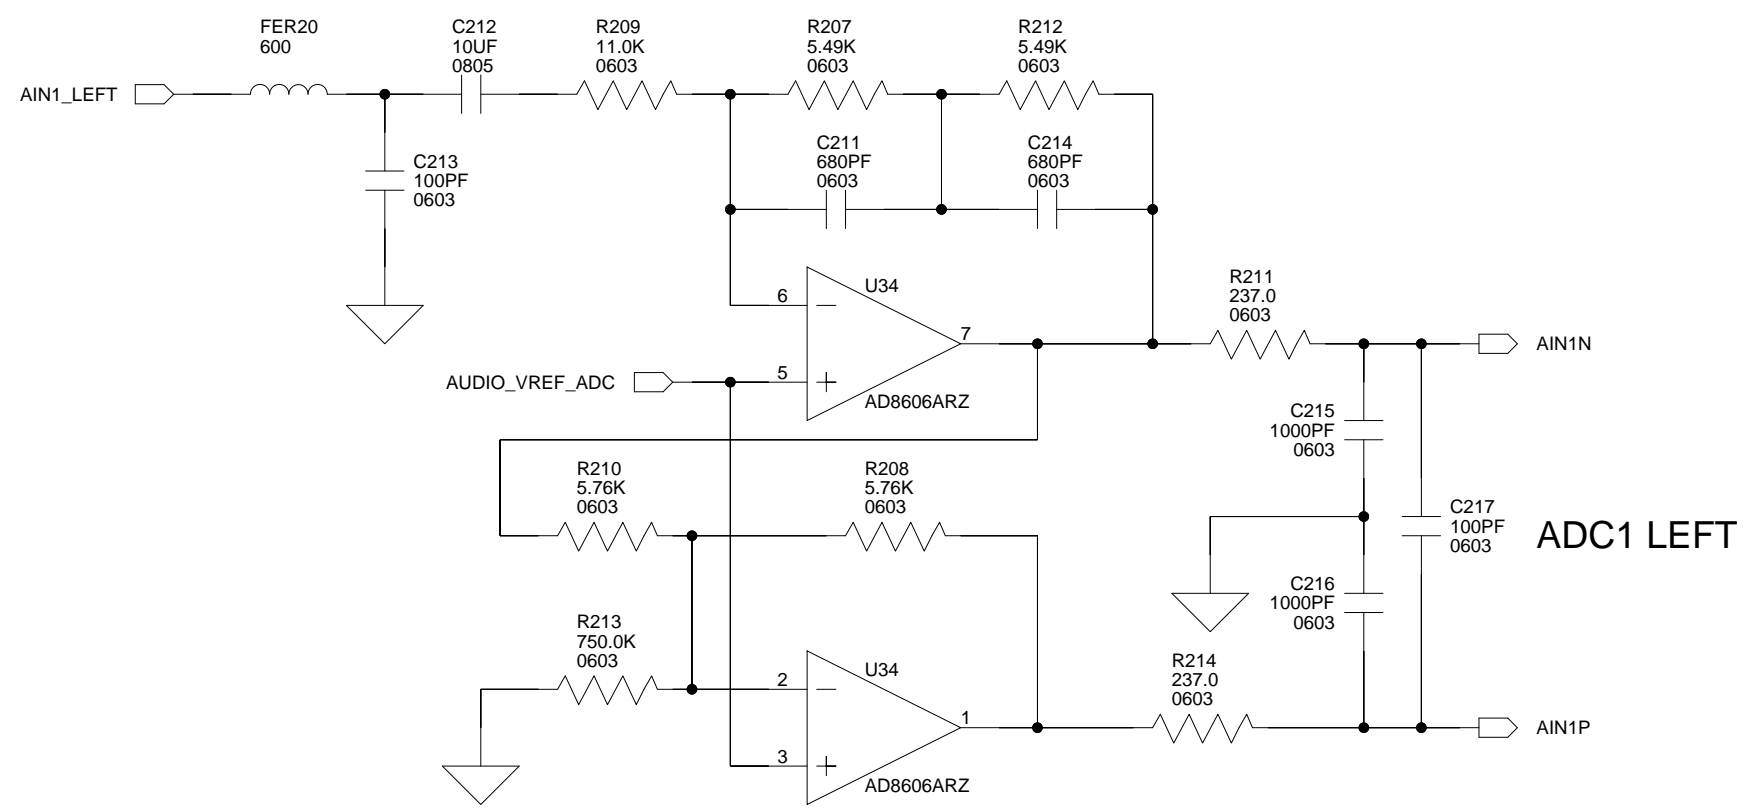 FER20
600
C212
10UF
0805
R209
11.0K
0603
R207
5.49K
0603
R212
5.49K
0603
AIN1_LEFT
C213
100PF
0603
C211
680PF
0603
C214
680PF
0603
U34
6
7
5
AD8606ARZ
AUDIO_VREF_ADC
R211
237.0
0603
AIN1N
C215
1000PF
0603
R210
5.76K
0603
R208
5.76K
0603
C217
100PF
0603
ADC1 LEFT
C216
1000PF
0603
R213
750.0K
0603
U34
2
1
3
AD8606ARZ
R214
237.0
0603
AIN1P